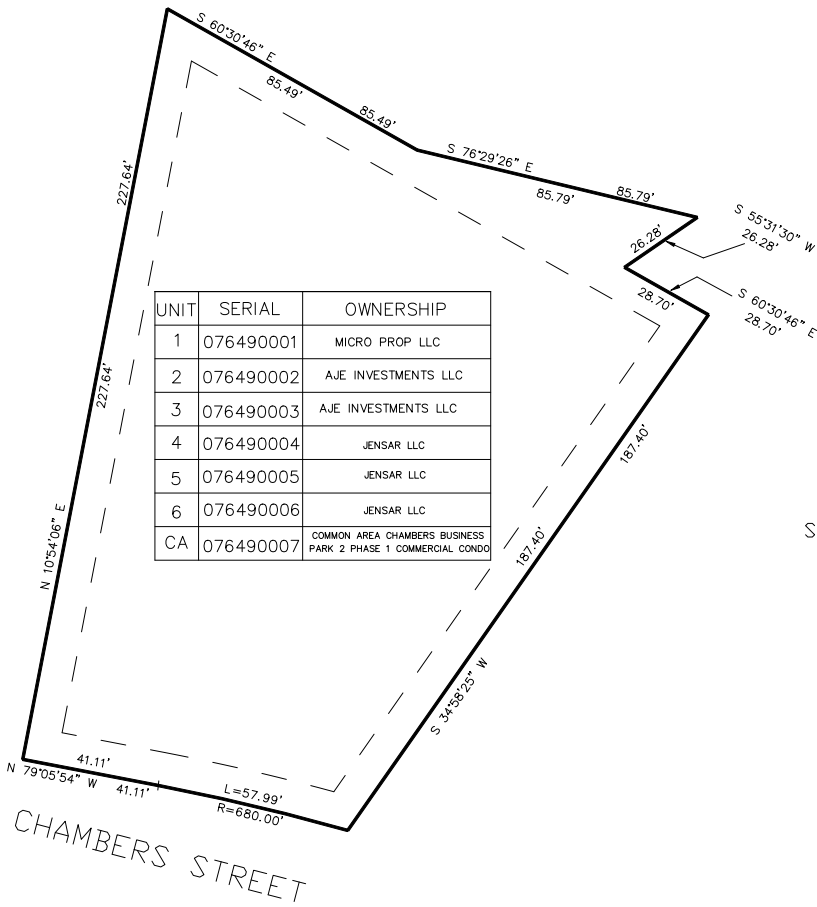 S 60°30'46" E
85.49'
85.49'
S 76°29'26" E
85.79'
85.79'
S 55°31'30" W
26.28'
26.28'
28.70'
S 60°30'46" E
28.70'
227.64'
227.64'
N 10°54'06" E
UNIT SERIAL OWNERSHIP
1 076490001 MICRO PROP LLC
2 076490002 AJE INVESTMENTS LLC
3 076490003 AJE INVESTMENTS LLC
4 076490004 JENSAR LLC
5 076490005 JENSAR LLC
6 076490006 JENSAR LLC
CA 076490007 COMMON AREA CHAMBERS BUSINESS
PARK 2 PHASE 1 COMMERCIAL CONDO
187.40'
187.40'
S
S 34°58'25" W
41.11'
N 79°05'54" W
41.11'
L=57.99'
R=680.00'
CHAMBERS STREET